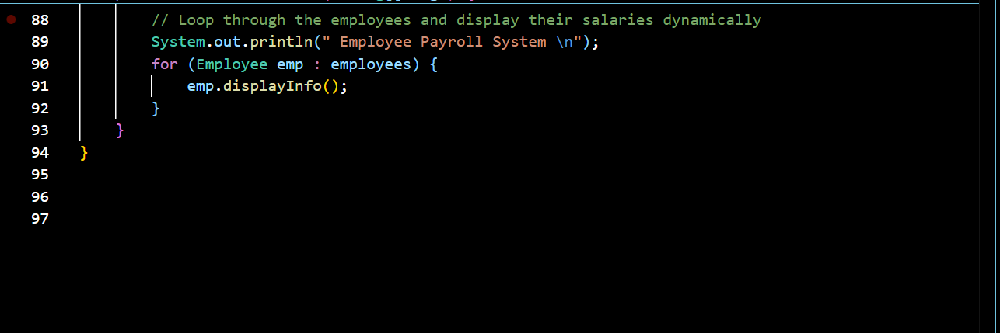 88 // Loop through the employees and display their salaries dynamically
89 System.out.println(" Employee Payroll System \n");
90 for (Employee emp : employees) {
91 emp.displayInfo();
92 }
93 }
94 }
95
96
97